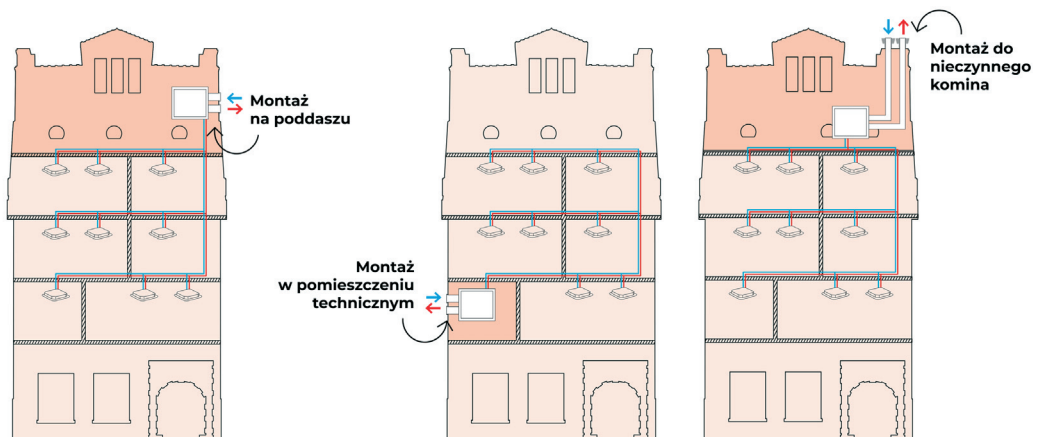 Montaż
na poddaszu
Montaż
w pomieszczeniu
technicznym
Montaż do
nieczynnego
komina